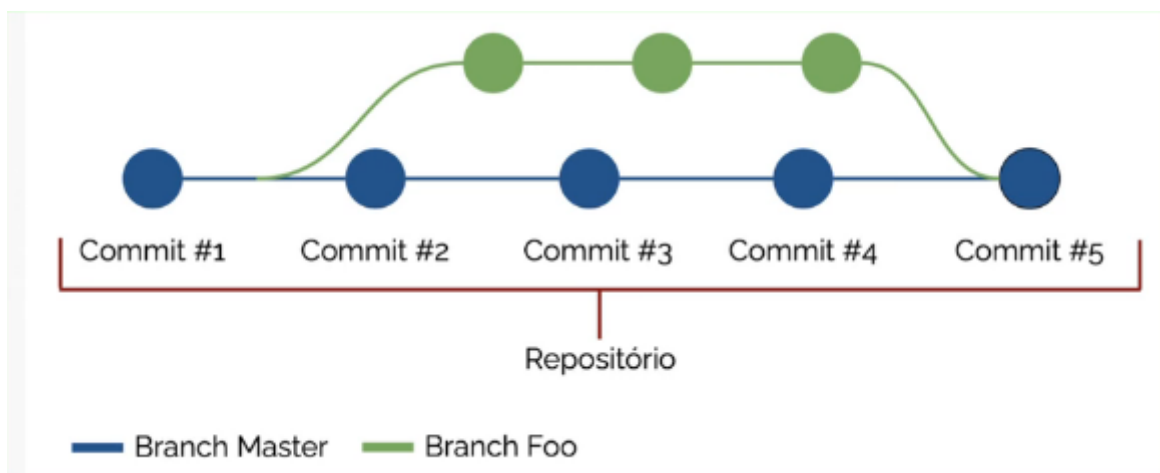 Commit #1 Commit #2 Commit #3 Commit #4 Commit #5
Repositório
Branch Master Branch Foo